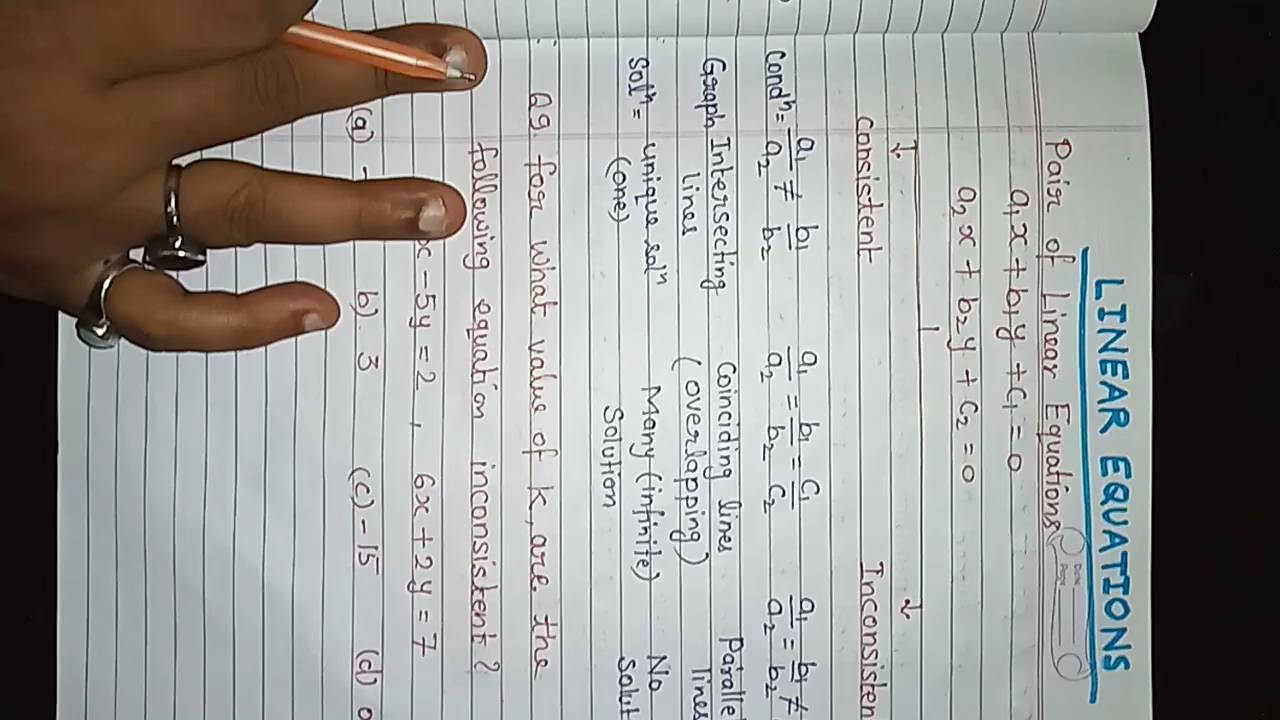 LINEAR EQUATIONS
Pair of Linear Equations
Date
Page
a₁x + b₁y + c₁ = 0
a₂x + b₂y + c₂ = 0
consistent Inconsisten
condⁿ = a₁/a₂ ≠ b₁/b₂ a₁/a₂ = b₁/b₂ = c₁/c₂ a₁/a₂ = b₁/b₂ ≠
Graph Intersecting Coinciding lines Paralle
lines (overlapping) lines
Solⁿ = unique solⁿ Many (infinite) No
(one) Solution Solut
Q9. for what value of k, are the
following equation inconsistent?
x - 5y = 2, 6x + 2y = 7
(a) - b). 3 (c) -15 (d) 0